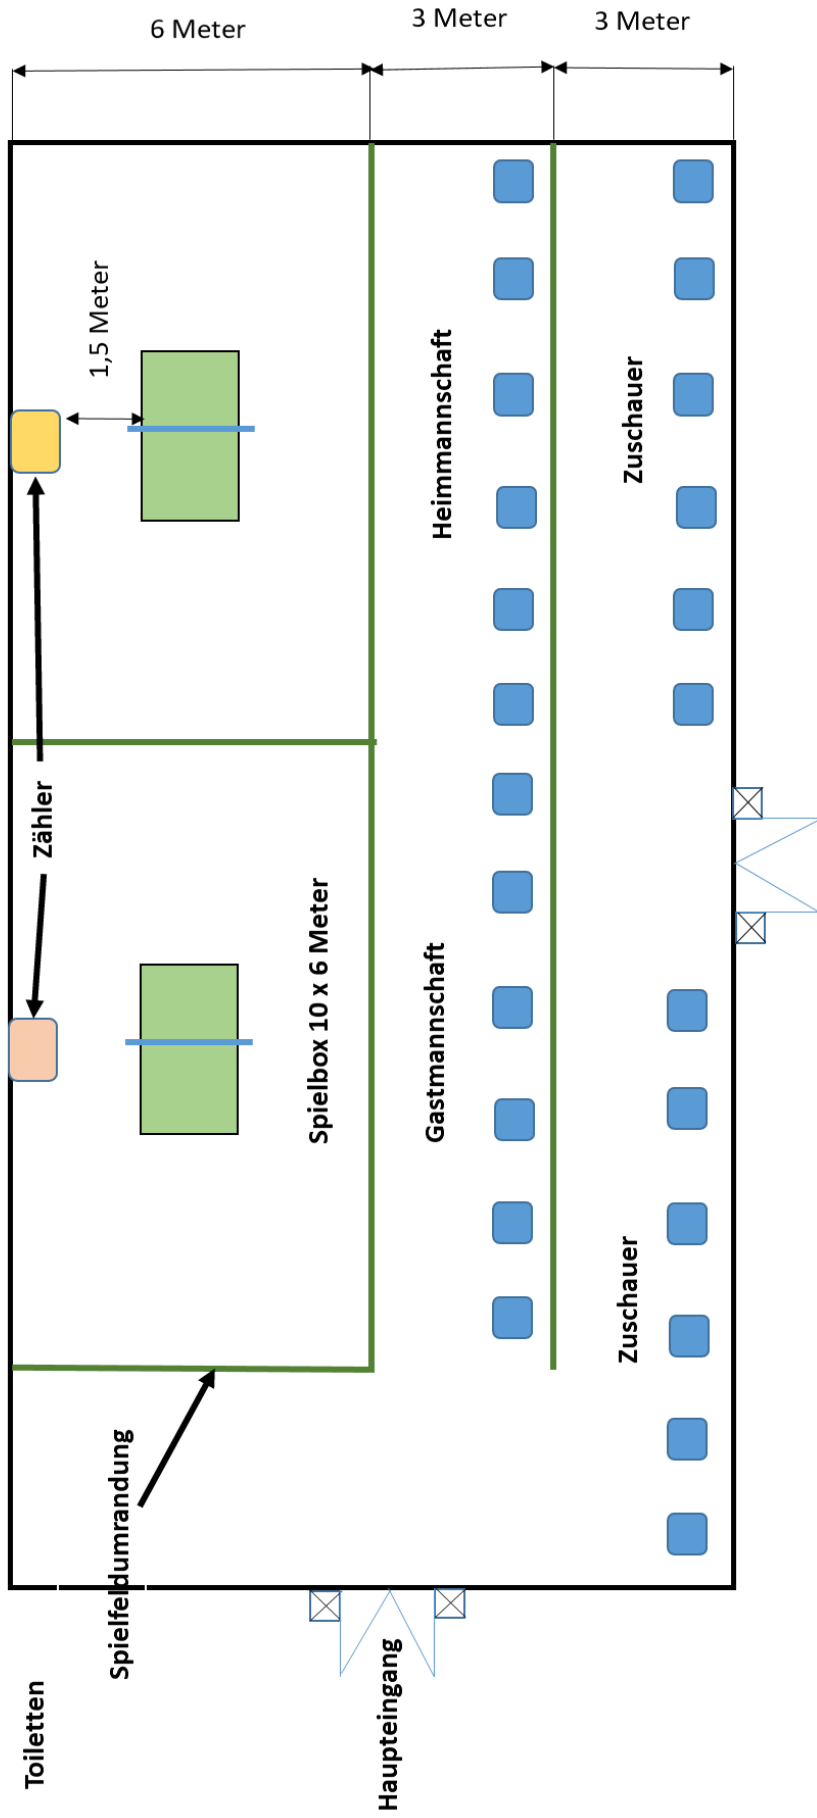 6 Meter
3 Meter
3 Meter
1,5 Meter
Heimmannschaft
Zuschauer
Zähler
Spielbox 10 x 6 Meter
Gastmannschaft
Zuschauer
Spielfeldumrandung
Toiletten
Haupteingang